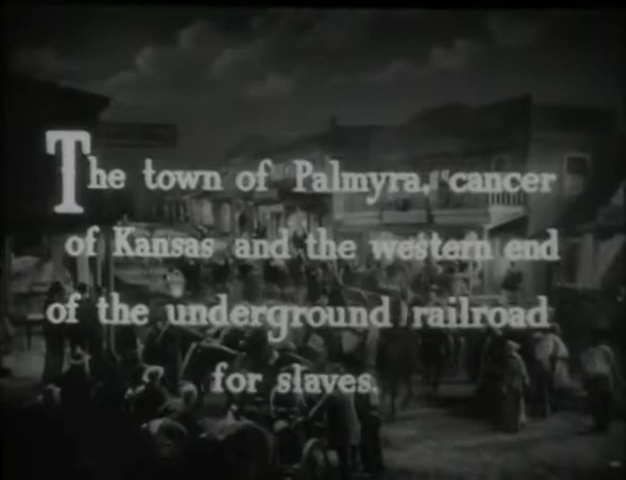 The town of Palmyra, cancer
of Kansas and the western end
of the underground railroad
for slaves.